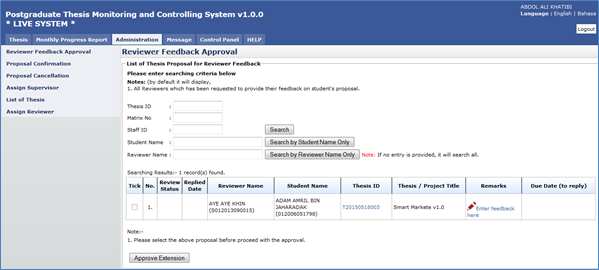 Postgraduate Thesis Monitoring and Controlling System v1.0.0
* LIVE SYSTEM *
ABDOL ALI KHATIBI
Language : English | Bahasa
Logout
Thesis Monthly Progress Report Administration Message Control Panel HELP
Reviewer Feedback Approval
Proposal Confirmation
Proposal Cancellation
Assign Supervisor
List of Thesis
Assign Reviewer
Reviewer Feedback Approval
List of Thesis Proposal for Reviewer Feedback
Please enter searching criteria below
Notes: (by default it will display,
1. All Reviewers which has been requested to provide their feedback on student's proposal.
Thesis ID :
Matrix No :
Staff ID : Search
Student Name : Search by Student Name Only
Reviewer Name : Search by Reviewer Name Only Note: If no entry is provided, it will search all.
Searching Results:- 1 record(s) found.
Tick No. Review Status Replied Date Reviewer Name Student Name Thesis ID Thesis / Project Title Remarks Due Date (to reply)
1. AYE AYE KHIN (S012013090015) ADAM AMRIL BIN JAHARADAK (012006051798) T20150518003 Smart Markete v1.0 Enter feedback here
Note:-
1. Please select the above proposal before proceed with the approval.
Approve Extension